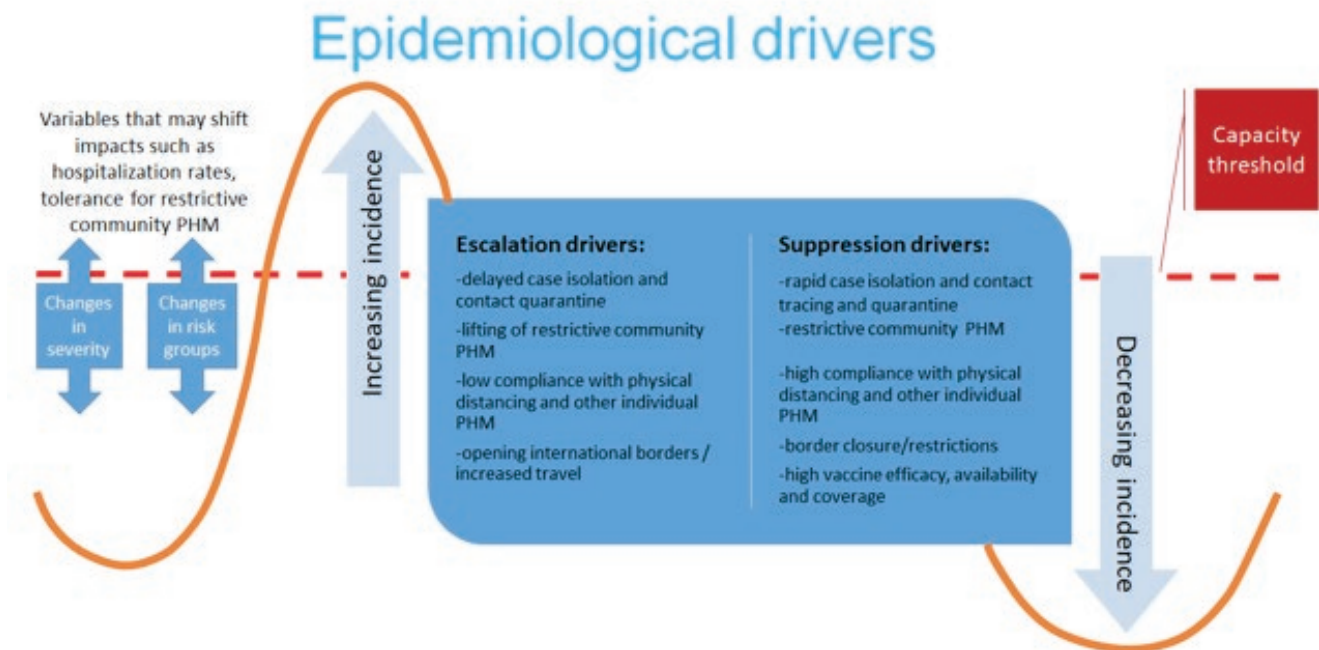 Epidemiological drivers
Variables that may shift
impacts such as
hospitalization rates,
tolerance for restrictive
community PHM
Changes
in
severity
Changes
in risk
groups
Increasing incidence
Escalation drivers:
-delayed case isolation and
contact quarantine
-lifting of restrictive community
PHM
-low compliance with physical
distancing and other individual
PHM
-opening international borders /
increased travel
Suppression drivers:
-rapid case isolation and contact
tracing and quarantine
-restrictive community PHM
-high compliance with physical
distancing and other individual
PHM
-border closure/restrictions
-high vaccine efficacy, availability
and coverage
Decreasing incidence
Capacity
threshold